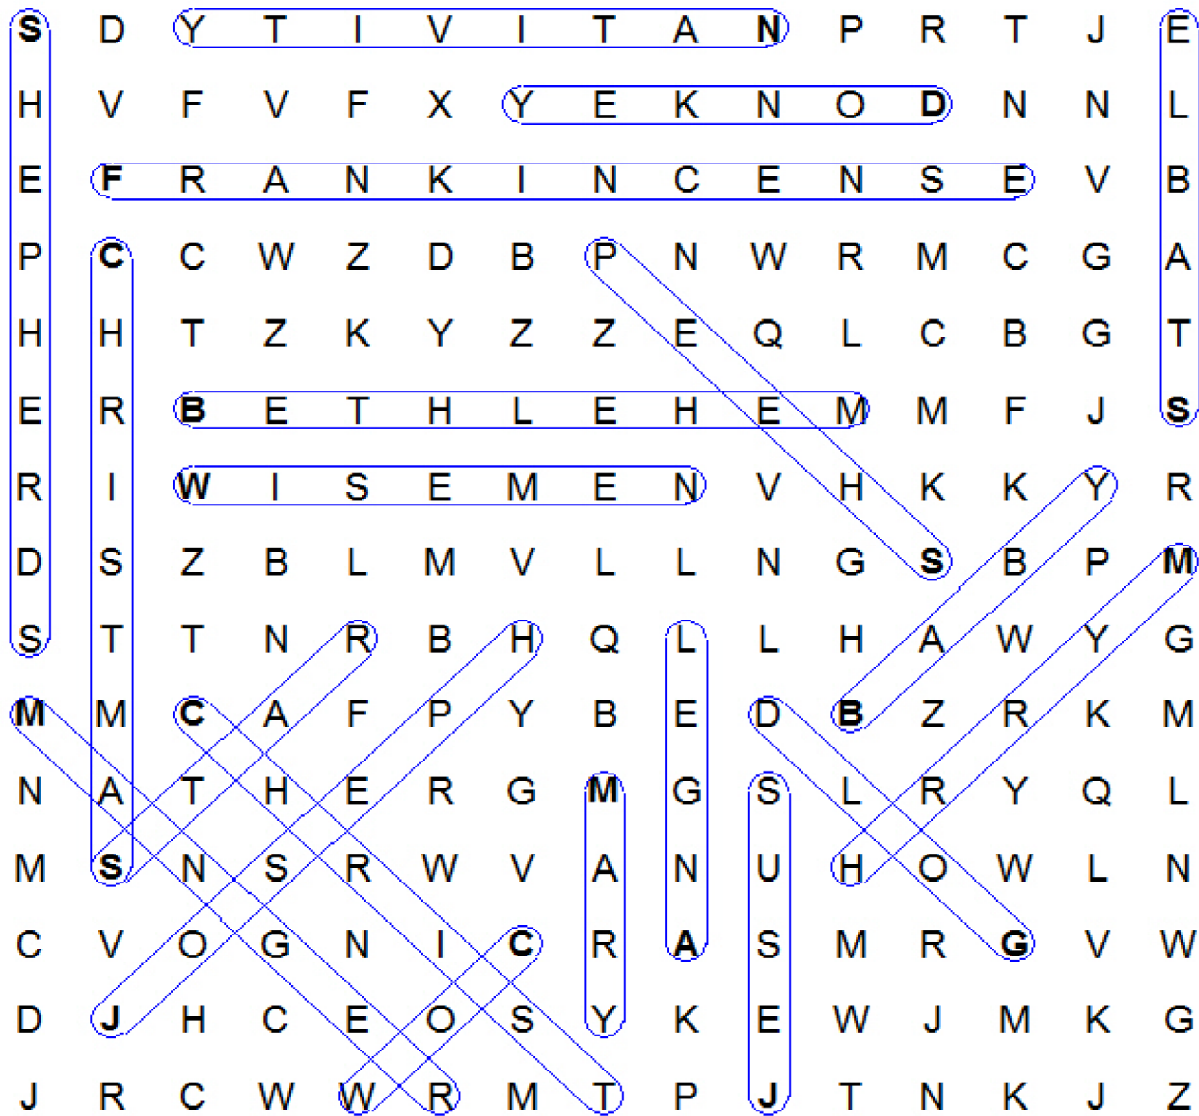 S D Y T I V I T A N P R T J E
H V F V F X Y E K N O D N N L
E F R A N K I N C E N S E V B
P C C W Z D B P N W R M C G A
H H T Z K Y Z Z E Q L C B G T
E R B E T H L E H E M M F J S
R I W I S E M E N V H K K Y R
D S Z B L M V L L N G S B P M
S T T N R B H Q L L H A W Y G
M M C A F P Y B E D B Z R K M
N A T H E R G M G S L R Y Q L
M S N S R W V A N U H O W L N
C V O G N I C R A S M R G V W
D J H C E O S Y K E W J M K G
J R C W W R M T P J T N K J Z